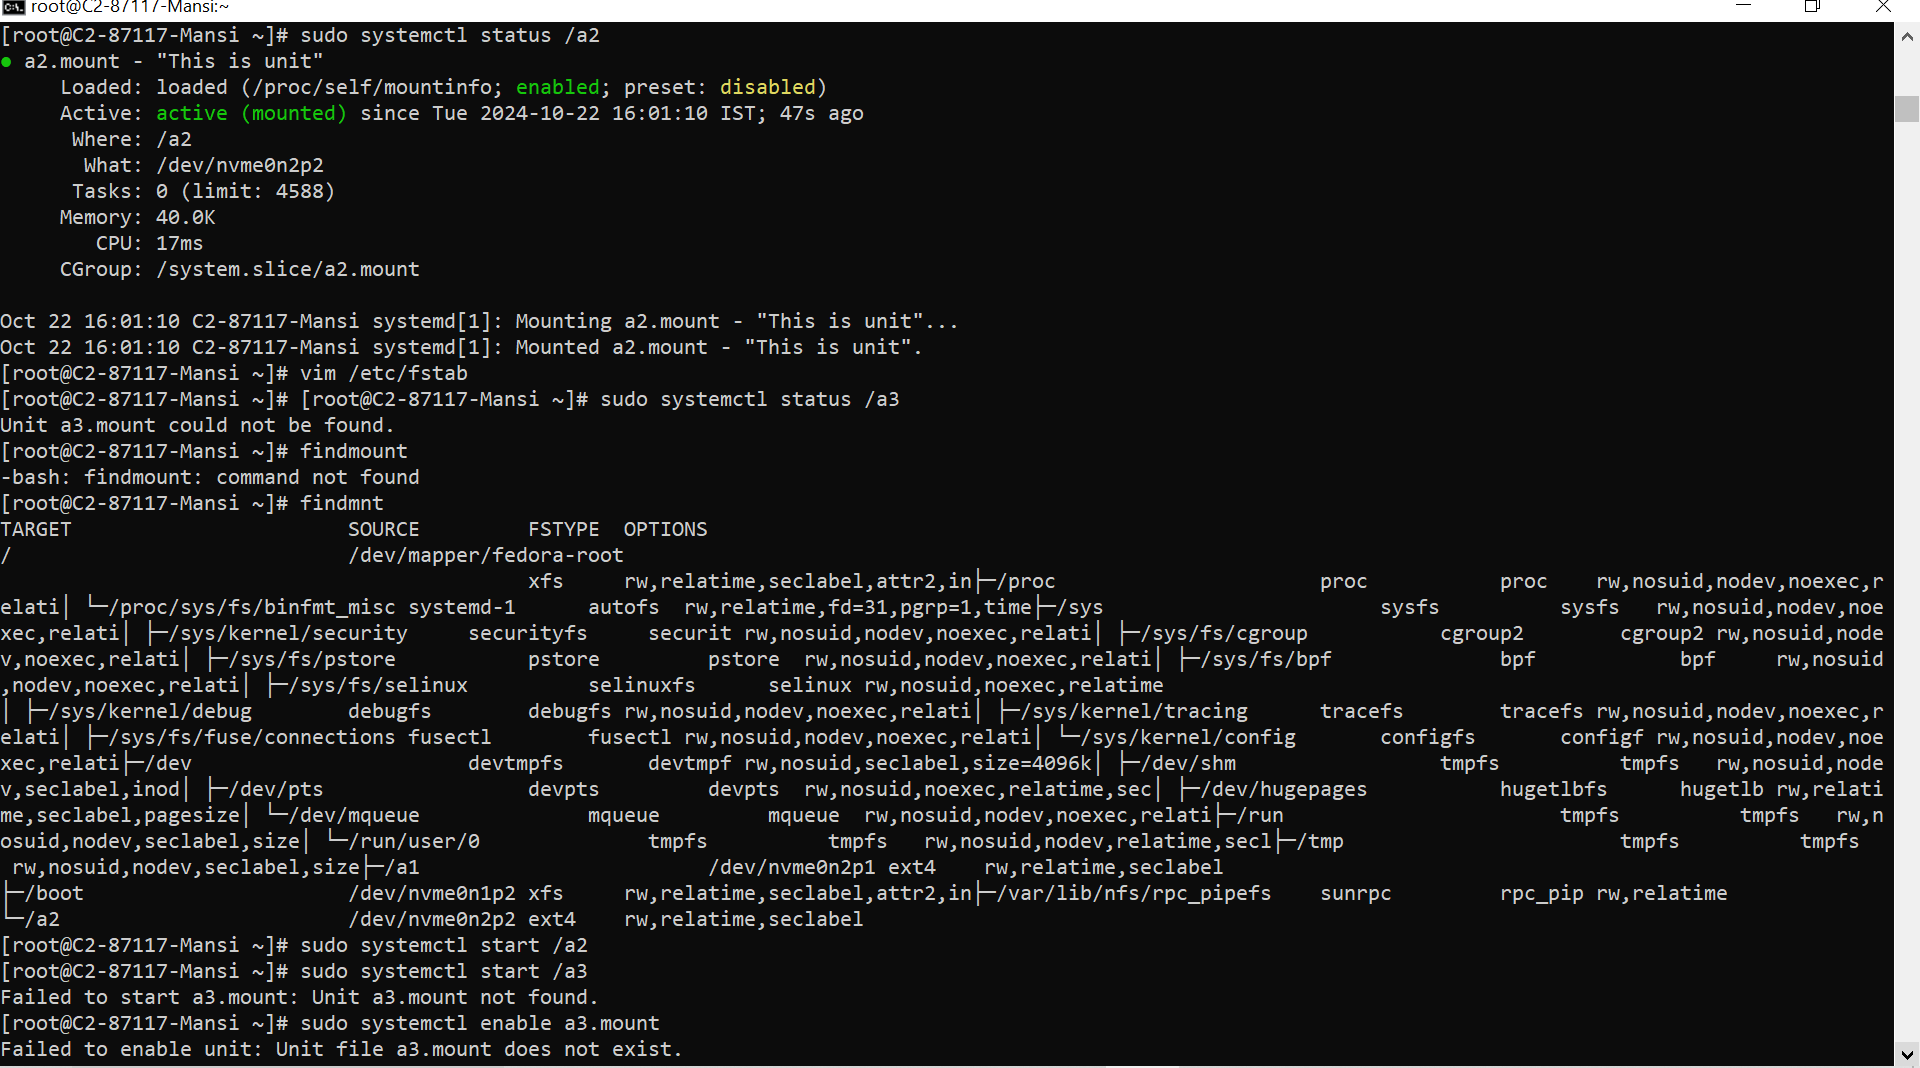 root@C2-87117-Mansi:~
[root@C2-87117-Mansi ~]# sudo systemctl status /a2
● a2.mount - "This is unit"
     Loaded: loaded (/proc/self/mountinfo; enabled; preset: disabled)
     Active: active (mounted) since Tue 2024-10-22 16:01:10 IST; 47s ago
      Where: /a2
       What: /dev/nvme0n2p2
      Tasks: 0 (limit: 4588)
     Memory: 40.0K
        CPU: 17ms
     CGroup: /system.slice/a2.mount

Oct 22 16:01:10 C2-87117-Mansi systemd[1]: Mounting a2.mount - "This is unit"...
Oct 22 16:01:10 C2-87117-Mansi systemd[1]: Mounted a2.mount - "This is unit".
[root@C2-87117-Mansi ~]# vim /etc/fstab
[root@C2-87117-Mansi ~]# [root@C2-87117-Mansi ~]# sudo systemctl status /a3
Unit a3.mount could not be found.
[root@C2-87117-Mansi ~]# findmount
-bash: findmount: command not found
[root@C2-87117-Mansi ~]# findmnt
TARGET                       SOURCE         FSTYPE  OPTIONS
/                            /dev/mapper/fedora-root
                                            xfs     rw,relatime,seclabel,attr2,in├─/proc                      proc           proc    rw,nosuid,nodev,noexec,r
elati│ └─/proc/sys/fs/binfmt_misc systemd-1      autofs  rw,relatime,fd=31,pgrp=1,time├─/sys                       sysfs          sysfs   rw,nosuid,nodev,noe
xec,relati│ ├─/sys/kernel/security     securityfs     securit rw,nosuid,nodev,noexec,relati│ ├─/sys/fs/cgroup           cgroup2        cgroup2 rw,nosuid,node
v,noexec,relati│ ├─/sys/fs/pstore           pstore         pstore  rw,nosuid,nodev,noexec,relati│ ├─/sys/fs/bpf              bpf            bpf     rw,nosuid
,nodev,noexec,relati│ ├─/sys/fs/selinux          selinuxfs      selinux rw,nosuid,noexec,relatime
│ ├─/sys/kernel/debug        debugfs        debugfs rw,nosuid,nodev,noexec,relati│ ├─/sys/kernel/tracing      tracefs        tracefs rw,nosuid,nodev,noexec,r
elati│ ├─/sys/fs/fuse/connections fusectl        fusectl rw,nosuid,nodev,noexec,relati│ └─/sys/kernel/config       configfs       configf rw,nosuid,nodev,noe
xec,relati├─/dev                       devtmpfs       devtmpf rw,nosuid,seclabel,size=4096k│ ├─/dev/shm                 tmpfs          tmpfs   rw,nosuid,node
v,seclabel,inod│ ├─/dev/pts                 devpts         devpts  rw,nosuid,noexec,relatime,sec│ ├─/dev/hugepages           hugetlbfs      hugetlb rw,relati
me,seclabel,pagesize│ └─/dev/mqueue              mqueue         mqueue  rw,nosuid,nodev,noexec,relati├─/run                       tmpfs          tmpfs   rw,n
osuid,nodev,seclabel,size│ └─/run/user/0              tmpfs          tmpfs   rw,nosuid,nodev,relatime,secl├─/tmp                       tmpfs          tmpfs
 rw,nosuid,nodev,seclabel,size├─/a1                        /dev/nvme0n2p1 ext4    rw,relatime,seclabel
├─/boot                      /dev/nvme0n1p2 xfs     rw,relatime,seclabel,attr2,in├─/var/lib/nfs/rpc_pipefs    sunrpc         rpc_pip rw,relatime
└─/a2                        /dev/nvme0n2p2 ext4    rw,relatime,seclabel
[root@C2-87117-Mansi ~]# sudo systemctl start /a2
[root@C2-87117-Mansi ~]# sudo systemctl start /a3
Failed to start a3.mount: Unit a3.mount not found.
[root@C2-87117-Mansi ~]# sudo systemctl enable a3.mount
Failed to enable unit: Unit file a3.mount does not exist.